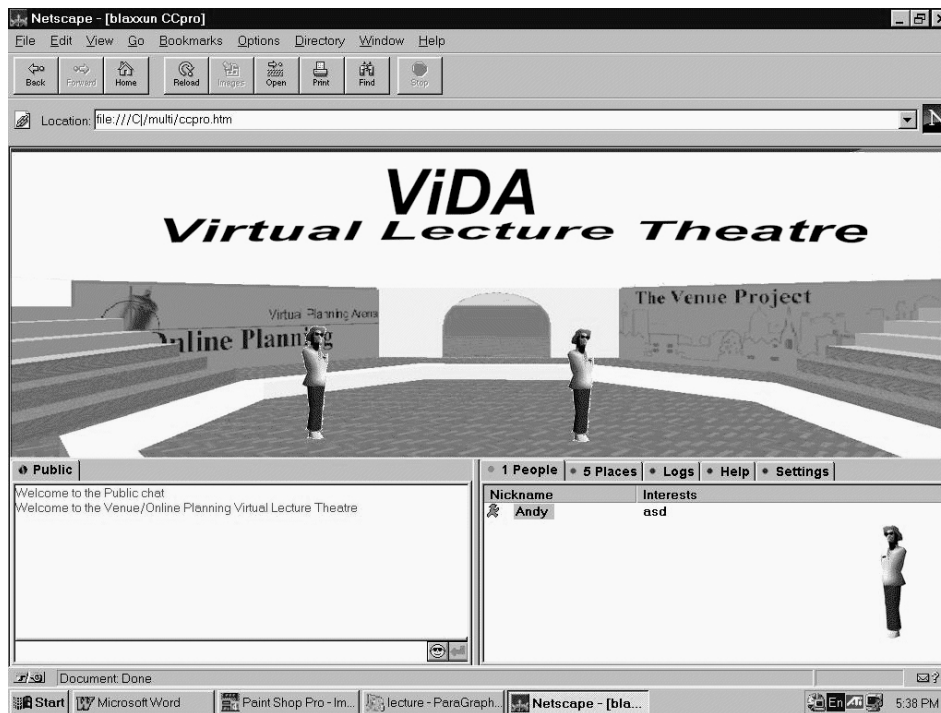 Netscape - [blaxxun CCpro]
File Edit View Go Bookmarks Options Directory Window Help
Back Forward Home Reload Images Open Print Find Stop
Location: file:///C|/multi/ccpro.htm
N
ViDA
Virtual Lecture Theatre
Virtual Planning Arena
Online Planning
The Venue Project
Public
Welcome to the Public chat
Welcome to the Venue/Online Planning Virtual Lecture Theatre
1 People 5 Places Logs Help Settings
Nickname Interests
Andy asd
Document: Done
Start Microsoft Word Paint Shop Pro - Im... lecture - ParaGraph... Netscape - [bla... En 5:38 PM